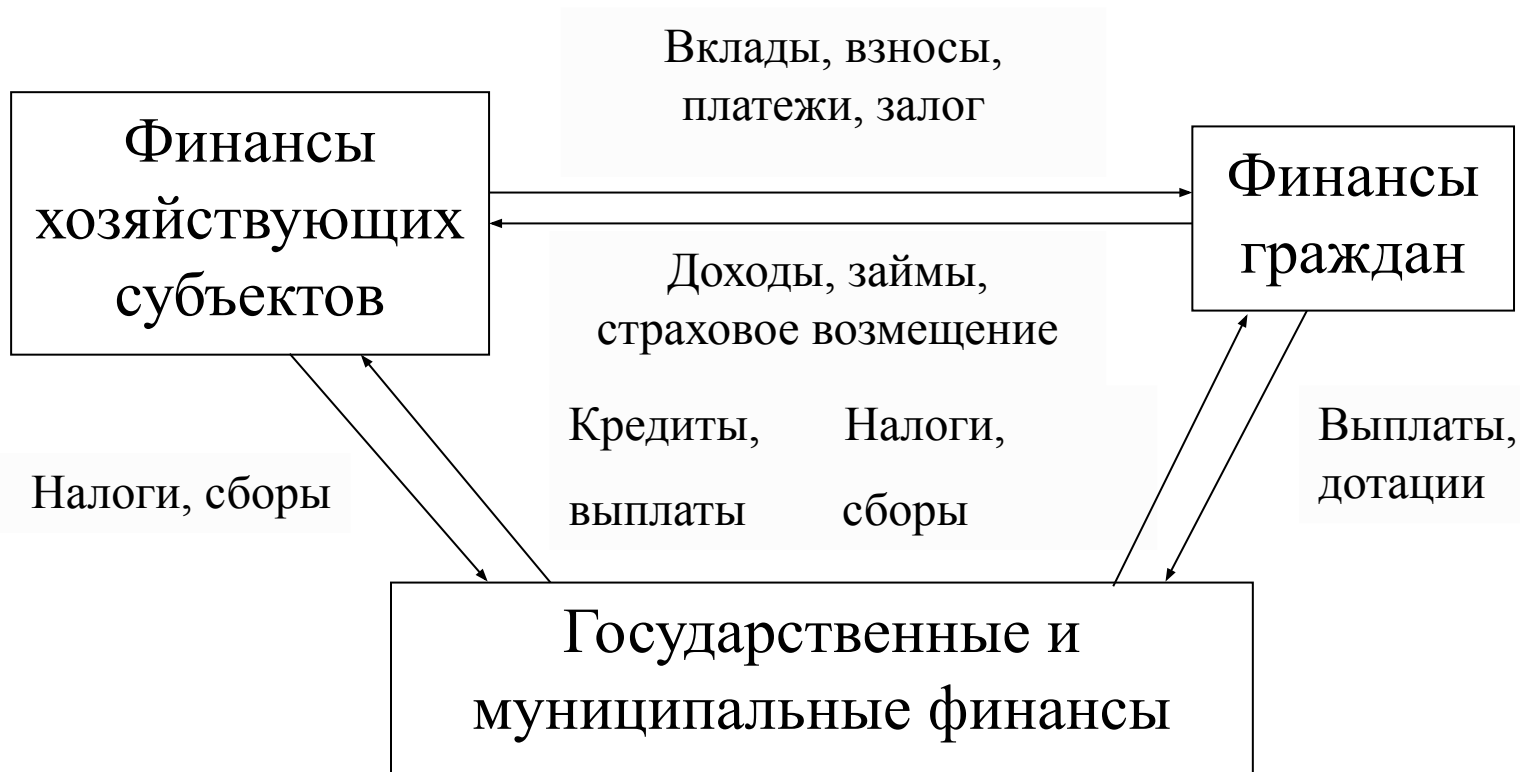 Вклады, взносы,
платежи, залог
Финансы
хозяйствующих
субъектов
Финансы
граждан
Доходы, займы,
страховое возмещение
Кредиты,
выплаты
Налоги,
сборы
Выплаты,
дотации
Налоги, сборы
Государственные и
муниципальные финансы